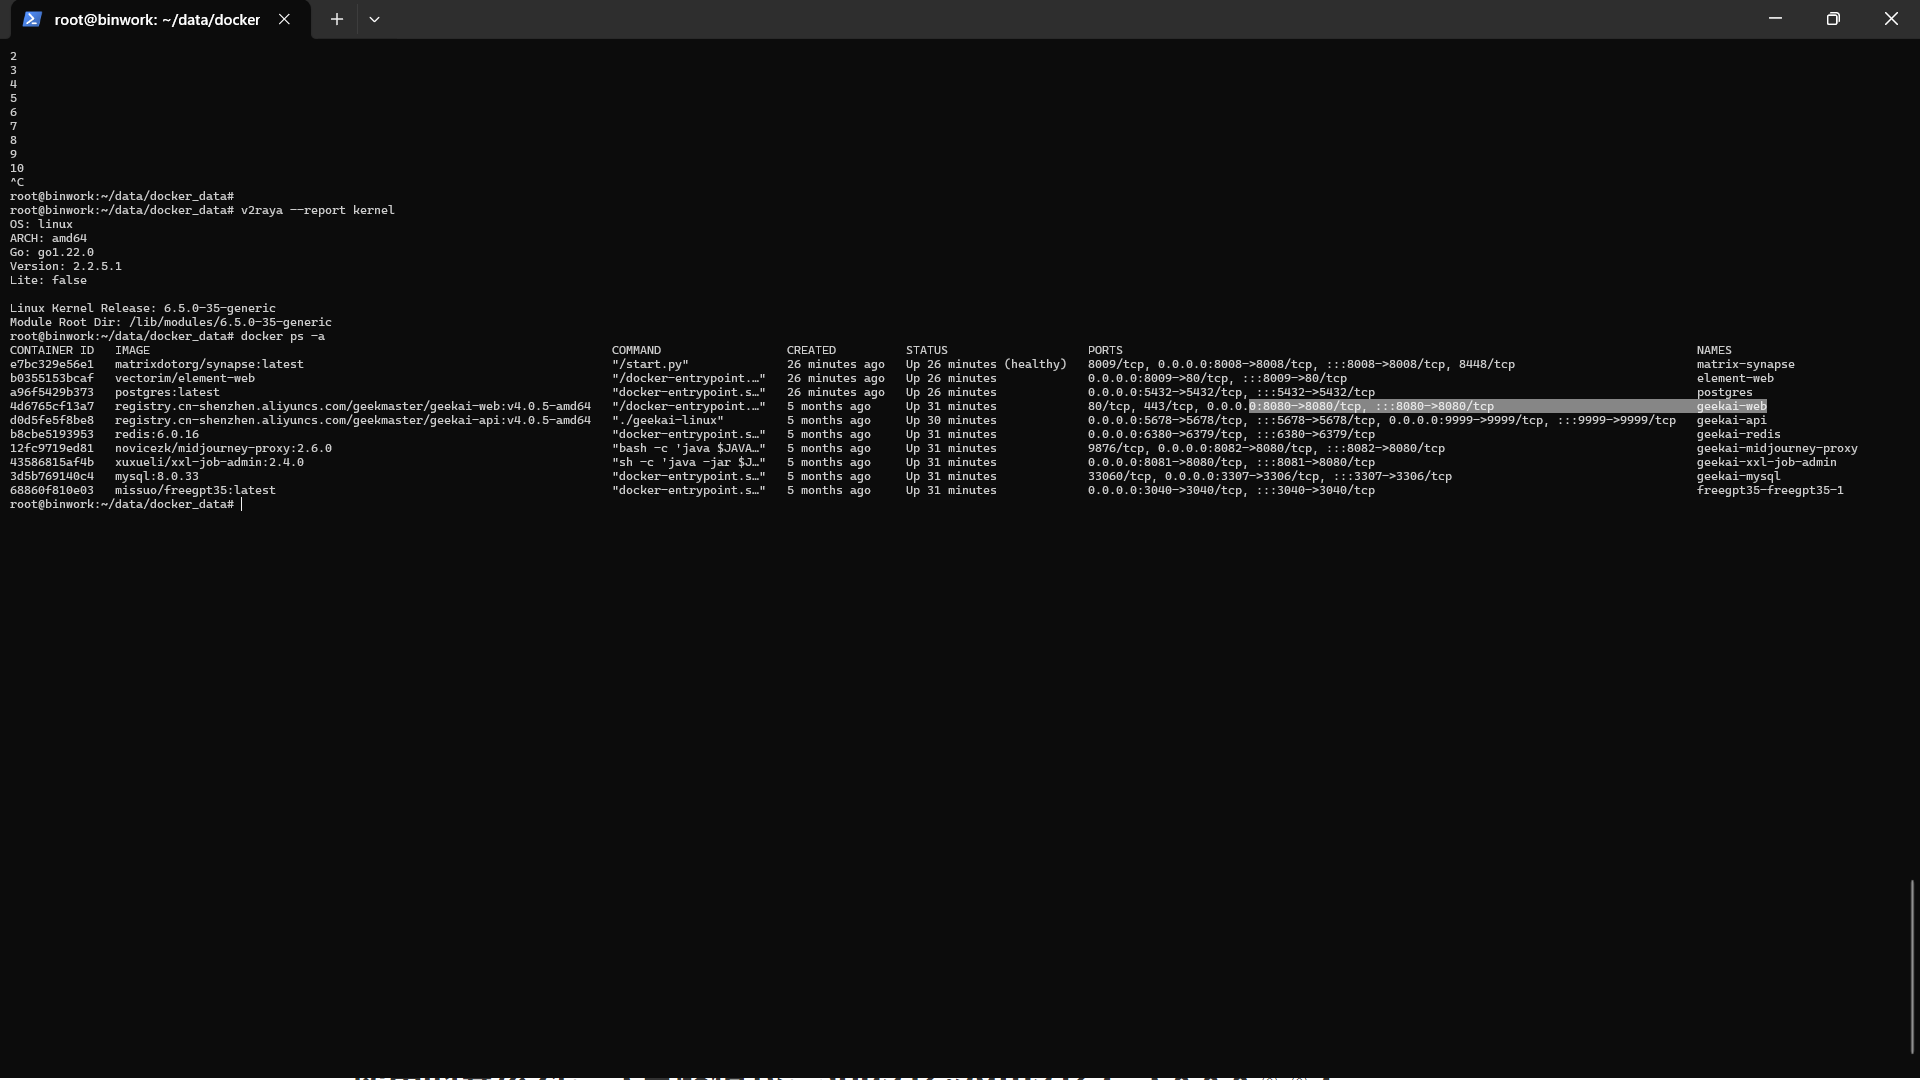 root@binwork: ~/data/docker
2
3
4
5
6
7
8
9
10
^C
root@binwork:~/data/docker_data#
root@binwork:~/data/docker_data# v2raya --report kernel
OS: linux
ARCH: amd64
Go: go1.22.0
Version: 2.2.5.1
Lite: false
Linux Kernel Release: 6.5.0-35-generic
Module Root Dir: /lib/modules/6.5.0-35-generic
root@binwork:~/data/docker_data# docker ps -a
CONTAINER ID IMAGE COMMAND CREATED STATUS PORTS NAMES
e7bc329e56e1 matrixdotorg/synapse:latest "/start.py" 26 minutes ago Up 26 minutes (healthy) 8009/tcp, 0.0.0.0:8008->8008/tcp, :::8008->8008/tcp, 8448/tcp matrix-synapse
b0355153bcaf vectorim/element-web "/docker-entrypoint.…" 26 minutes ago Up 26 minutes 0.0.0.0:8009->80/tcp, :::8009->80/tcp element-web
a96f5429b373 postgres:latest "docker-entrypoint.s…" 26 minutes ago Up 26 minutes 0.0.0.0:5432->5432/tcp, :::5432->5432/tcp postgres
4d6765cf13a7 registry.cn-shenzhen.aliyuncs.com/geekmaster/geekai-web:v4.0.5-amd64 "/docker-entrypoint.…" 5 months ago Up 31 minutes 80/tcp, 443/tcp, 0.0.0.0:8080->8080/tcp, :::8080->8080/tcp geekai-web
d0d5fe5f8be8 registry.cn-shenzhen.aliyuncs.com/geekmaster/geekai-api:v4.0.5-amd64 "./geekai-linux" 5 months ago Up 30 minutes 0.0.0.0:5678->5678/tcp, :::5678->5678/tcp, 0.0.0.0:9999->9999/tcp, :::9999->9999/tcp geekai-api
b8cbe5193953 redis:6.0.16 "docker-entrypoint.s…" 5 months ago Up 31 minutes 0.0.0.0:6380->6379/tcp, :::6380->6379/tcp geekai-redis
12fc9719ed81 novicezk/midjourney-proxy:2.6.0 "bash -c 'java $JAVA…" 5 months ago Up 31 minutes 9876/tcp, 0.0.0.0:8082->8080/tcp, :::8082->8080/tcp geekai-midjourney-proxy
43586815af4b xuxueli/xxl-job-admin:2.4.0 "sh -c 'java -jar $J…" 5 months ago Up 31 minutes 0.0.0.0:8081->8080/tcp, :::8081->8080/tcp geekai-xxl-job-admin
3d5b769140c4 mysql:8.0.33 "docker-entrypoint.s…" 5 months ago Up 31 minutes 33060/tcp, 0.0.0.0:3307->3306/tcp, :::3307->3306/tcp geekai-mysql
68860f810e03 missuo/freegpt35:latest "docker-entrypoint.s…" 5 months ago Up 31 minutes 0.0.0.0:3040->3040/tcp, :::3040->3040/tcp freegpt35-freegpt35-1
root@binwork:~/data/docker_data#